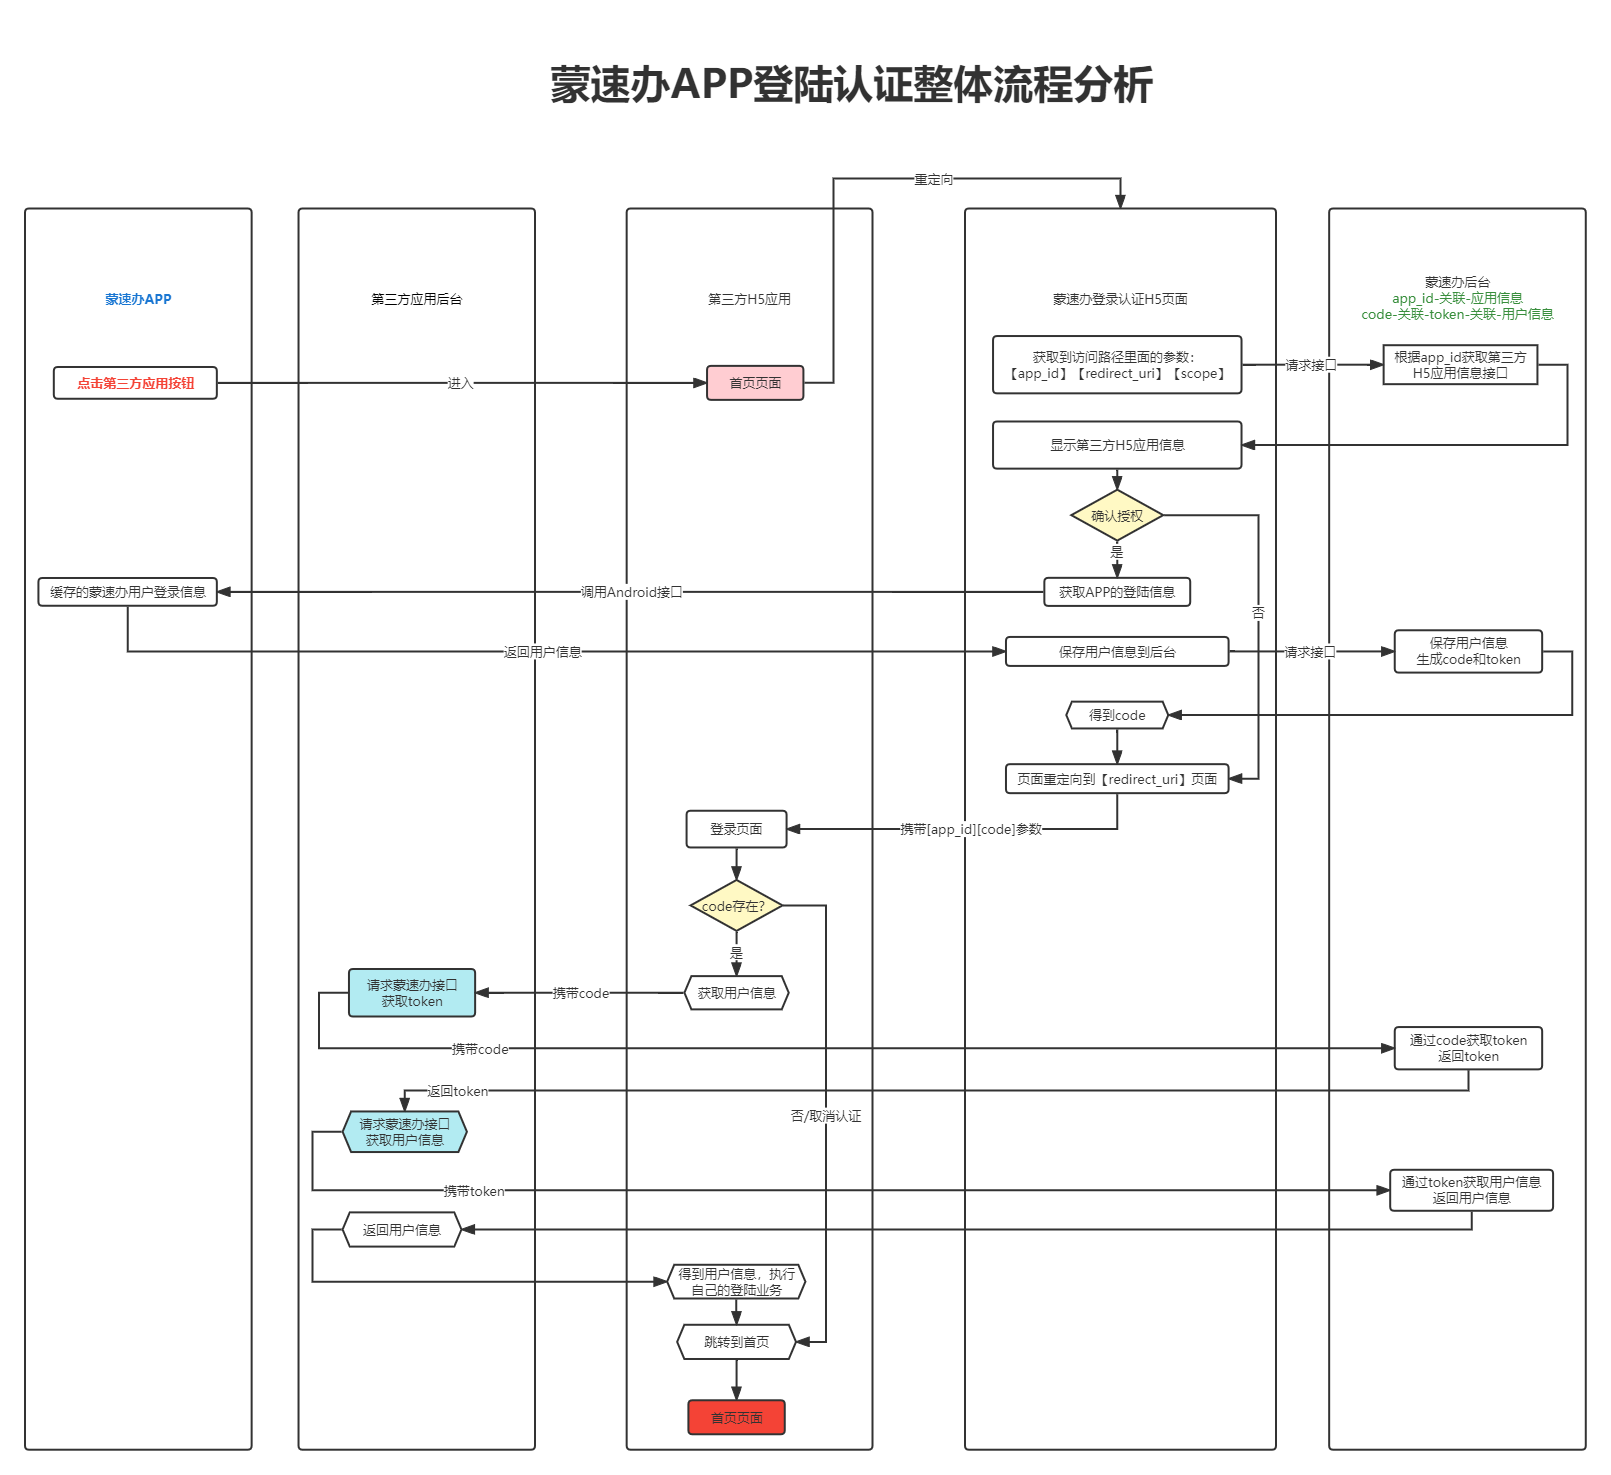 蒙速办APP登陆认证整体流程分析
重定向
蒙速办APP
第三方应用后台
第三方H5应用
蒙速办登录认证H5页面
蒙速办后台
app_id-关联-应用信息
code-关联-token-关联-用户信息
点击第三方应用按钮
进入
首页页面
获取到访问路径里面的参数：
【app_id】【redirect_uri】【scope】
请求接口
根据app_id获取第三方
H5应用信息接口
显示第三方H5应用信息
确认授权
是
否
缓存的蒙速办用户登录信息
调用Android接口
获取APP的登陆信息
返回用户信息
保存用户信息到后台
请求接口
保存用户信息
生成code和token
得到code
页面重定向到【redirect_uri】页面
登录页面
携带[app_id][code]参数
code存在?
是
请求蒙速办接口
获取token
携带code
获取用户信息
携带code
通过code获取token
返回token
返回token
否/取消认证
请求蒙速办接口
获取用户信息
携带token
通过token获取用户信息
返回用户信息
返回用户信息
得到用户信息，执行
自己的登陆业务
跳转到首页
首页页面